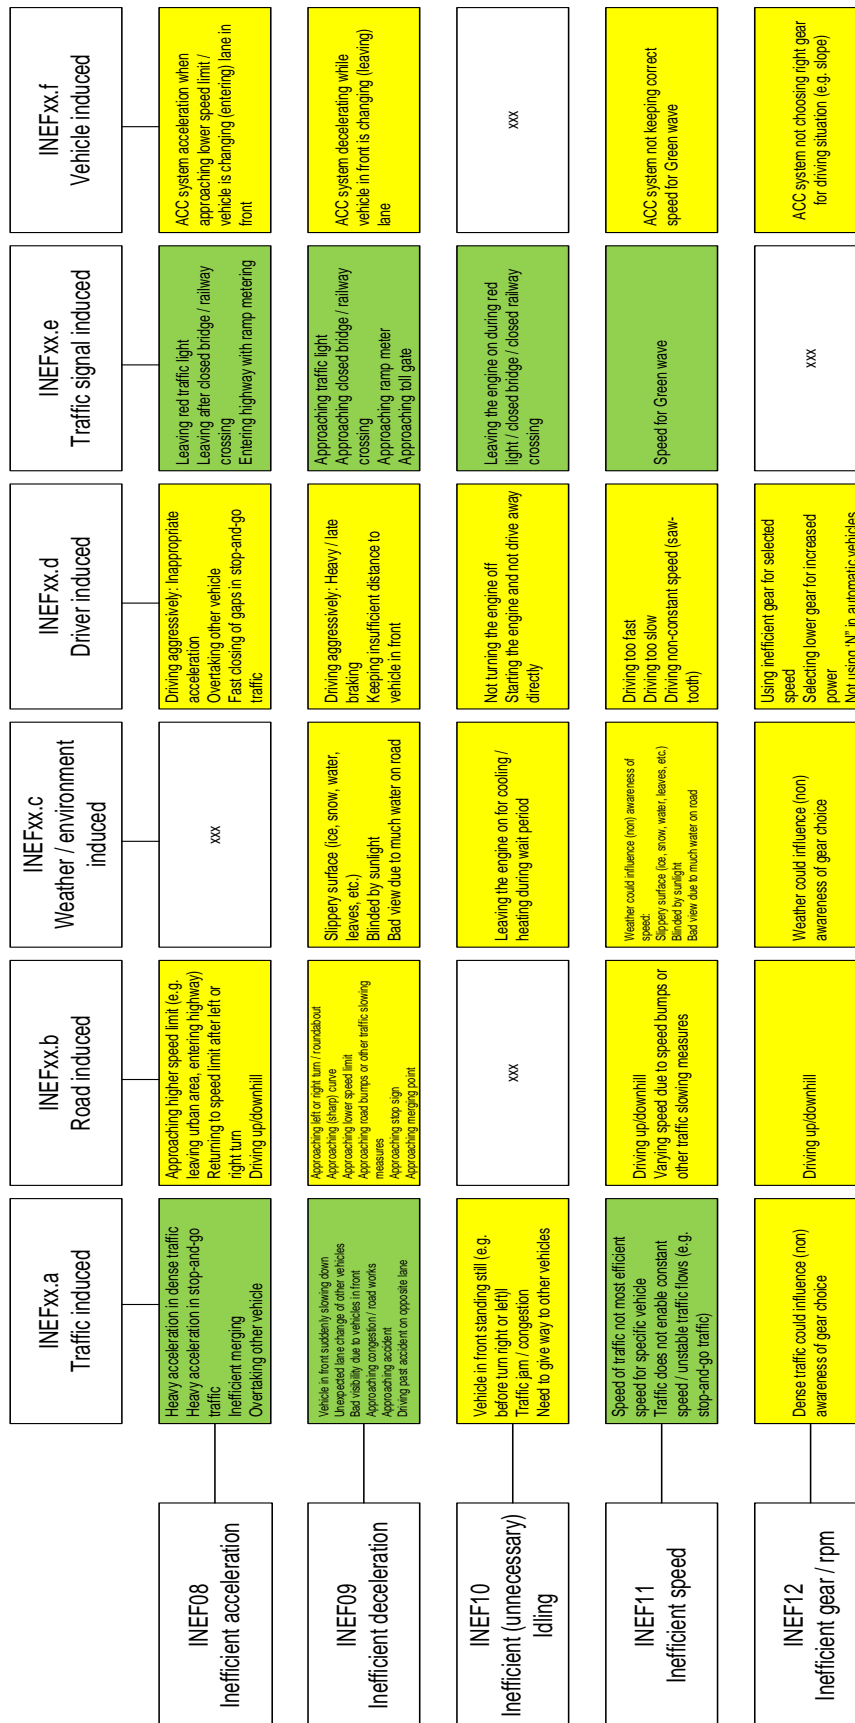 INEFxx.a
Traffic induced
INEFxx.b
Road induced
INEFxx.c
Weather / environment
induced
INEFxx.d
Driver induced
INEFxx.e
Traffic signal induced
INEFxx.f
Vehicle induced
INEF08
Inefficient acceleration
Heavy acceleration in dense traffic
Heavy acceleration in stop-and-go
traffic
Inefficient merging
Overtaking other vehicle
Approaching higher speed limit (e.g.
leaving urban area, entering highway)
Returning to speed limit after left or
right turn
Driving up/downhill
xxx
Driving aggressively: Inappropriate
acceleration
Overtaking other vehicle
Fast closing of gaps in stop-and-go
traffic
Leaving red traffic light
Leaving after closed bridge / railway
crossing
Entering highway with ramp metering
ACC system acceleration when
approaching lower speed limit /
vehicle is changing (entering) lane in
front
INEF09
Inefficient deceleration
Vehicle in front suddenly slowing down
Unexpected lane change of other vehicles
Bad visibility due to vehicles in front
Approaching congestion / road works
Approaching accident
Driving past accident on opposite lane
Approaching left or right turn / roundabout
Approaching (sharp) curve
Approaching lower speed limit
Approaching road bumps or other traffic slowing
measures
Approaching stop sign
Approaching merging point
Slippery surface (ice, snow, water,
leaves, etc.)
Blinded by sunlight
Bad view due to much water on road
Driving aggressively: Heavy / late
braking
Keeping insufficient distance to
vehicle in front
Approaching traffic light
Approaching closed bridge / railway
crossing
Approaching ramp meter
Approaching toll gate
ACC system decelerating while
vehicle in front is changing (leaving)
lane
INEF10
Inefficient (unnecessary)
Idling
Vehicle in front standing still (e.g.
before turn right or left))
Traffic jam / congestion
Need to give way to other vehicles
xxx
Leaving the engine on for cooling /
heating during wait period
Not turning the engine off
Starting the engine and not drive away
directly
Leaving the engine on during red
light / closed bridge / closed railway
crossing
xxx
INEF11
Inefficient speed
Speed of traffic not most efficient
speed for specific vehicle
Traffic does not enable constant
speed / unstable traffic flows (e.g.
stop-and-go traffic)
Driving up/downhill
Varying speed due to speed bumps or
other traffic slowing measures
Weather could influence (non) awareness of
speed:
Slippery surface (ice, snow, water, leaves, etc.)
Blinded by sunlight
Bad view due to much water on road
Driving too fast
Driving too slow
Driving non-constant speed (saw-
tooth)
Speed for Green wave
ACC system not keeping correct
speed for Green wave
INEF12
Inefficient gear / rpm
Dense traffic could influence (non)
awareness of gear choice
Driving up/downhill
Weather could influence (non)
awareness of gear choice
Using inefficient gear for selected
speed
Selecting lower gear for increased
power
Not using "N" in automatic vehicles
xxx
ACC system not choosing right gear
for driving situation (e.g. slope)